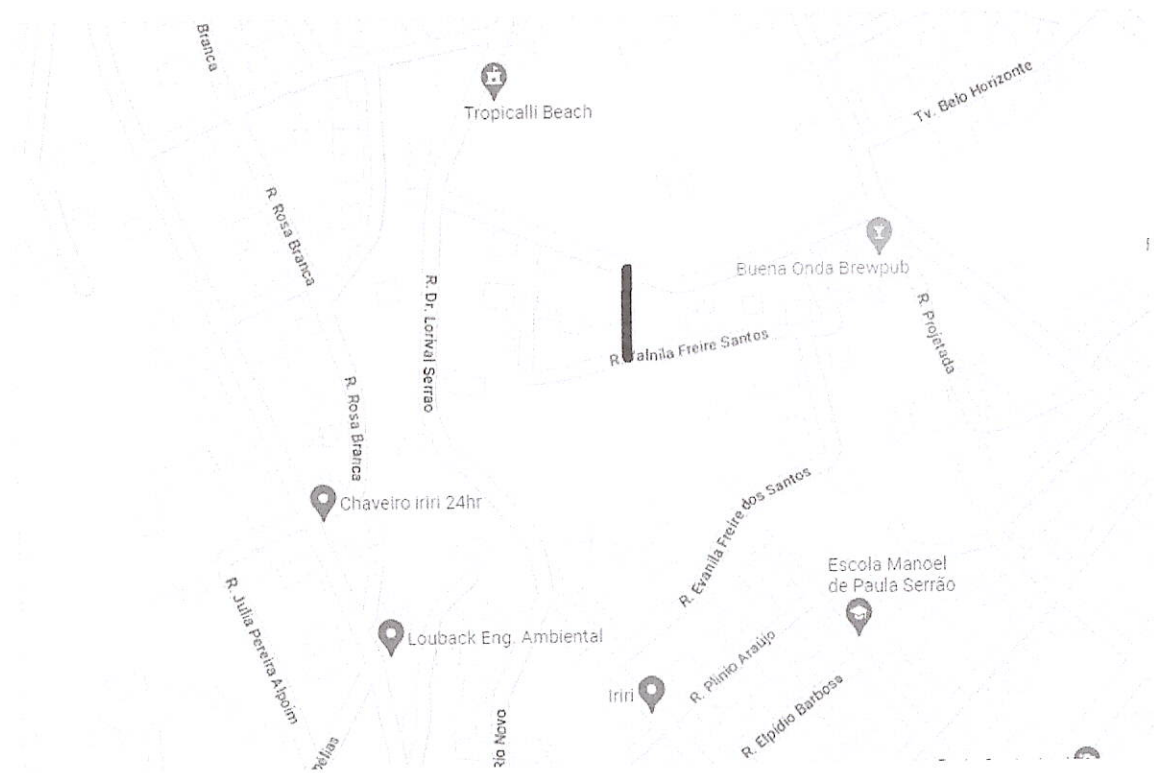 Branca
Tropicalli Beach
Tv. Belo Horizonte
R. Rosa Branca
Buena Onda Brewpub
R. Dr. Lorival Serrao
R. Projetada
Freire Santos
R. Rosa Branca
Chaveiro iriri 24hr
R. Evanila Freire dos Santos
Escola Manoel
de Paula Serrão
R. Julia Pereira Alpoim
Louback Eng. Ambiental
R. Plinio Araújo
Iriri
R. Elpídio Barbosa
Rio Novo